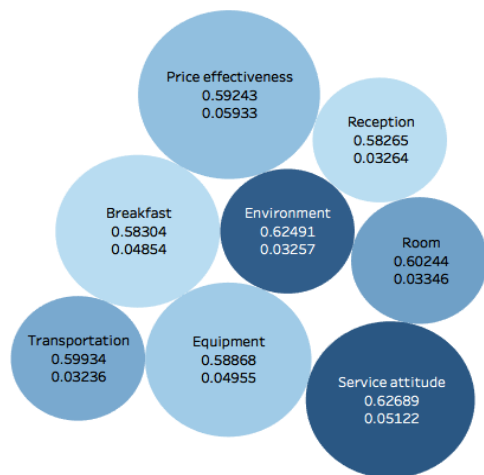 Price effectiveness
0.59243
0.05933
Reception
0.58265
0.03264
Breakfast
0.58304
0.04854
Environment
0.62491
0.03257
Room
0.60244
0.03346
Transportation
0.59934
0.03236
Equipment
0.58868
0.04955
Service attitude
0.62689
0.05122